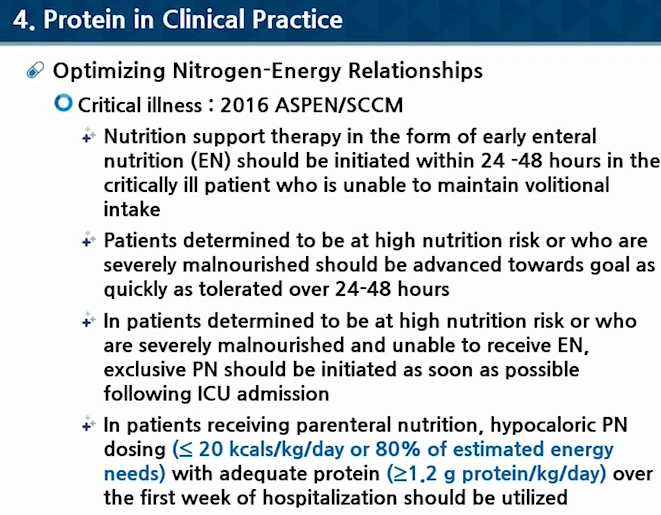 4. Protein in Clinical Practice
Optimizing Nitrogen-Energy Relationships
Critical illness : 2016 ASPEN/SCCM
Nutrition support therapy in the form of early enteral
nutrition (EN) should be initiated within 24 -48 hours in the
critically ill patient who is unable to maintain volitional
intake
Patients determined to be at high nutrition risk or who are
severely malnourished should be advanced towards goal as
quickly as tolerated over 24-48 hours
In patients determined to be at high nutrition risk or who
are severely malnourished and unable to receive EN,
exclusive PN should be initiated as soon as possible
following ICU admission
In patients receiving parenteral nutrition, hypocaloric PN
dosing (≤ 20 kcals/kg/day or 80% of estimated energy
needs) with adequate protein (≥1.2 g protein/kg/day) over
the first week of hospitalization should be utilized